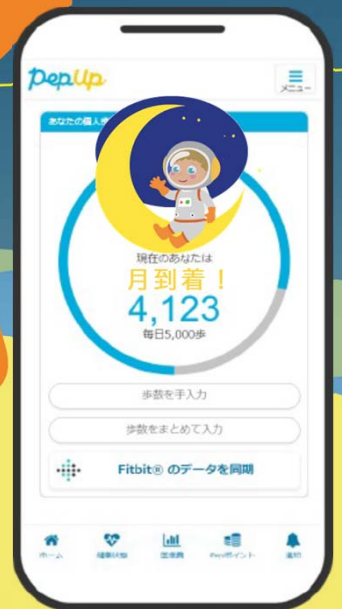 PepUp
メニュー
あなたの個人歩
現在のあなたは
月到着！
4,123
毎日5,000歩
歩数を手入力
歩数をまとめて入力
Fitbit® のデータを同期
ホーム 健康状態 医療費 Pepポイント 通知